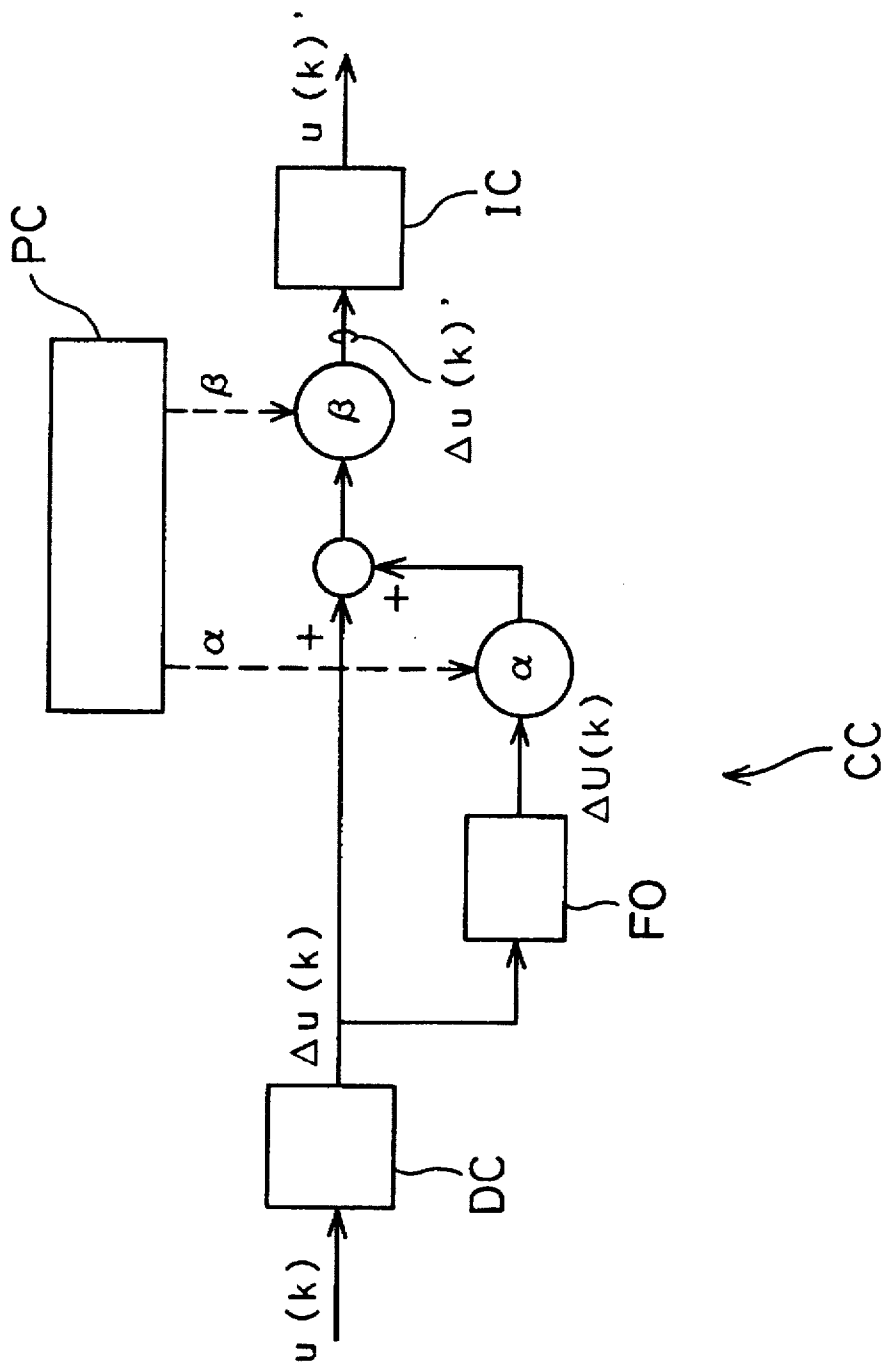 PC
α
β
u (k)
DC
Δu (k)
FO
ΔU(k)
α
+
+
β
Δu (k)'
IC
u (k)'
CC